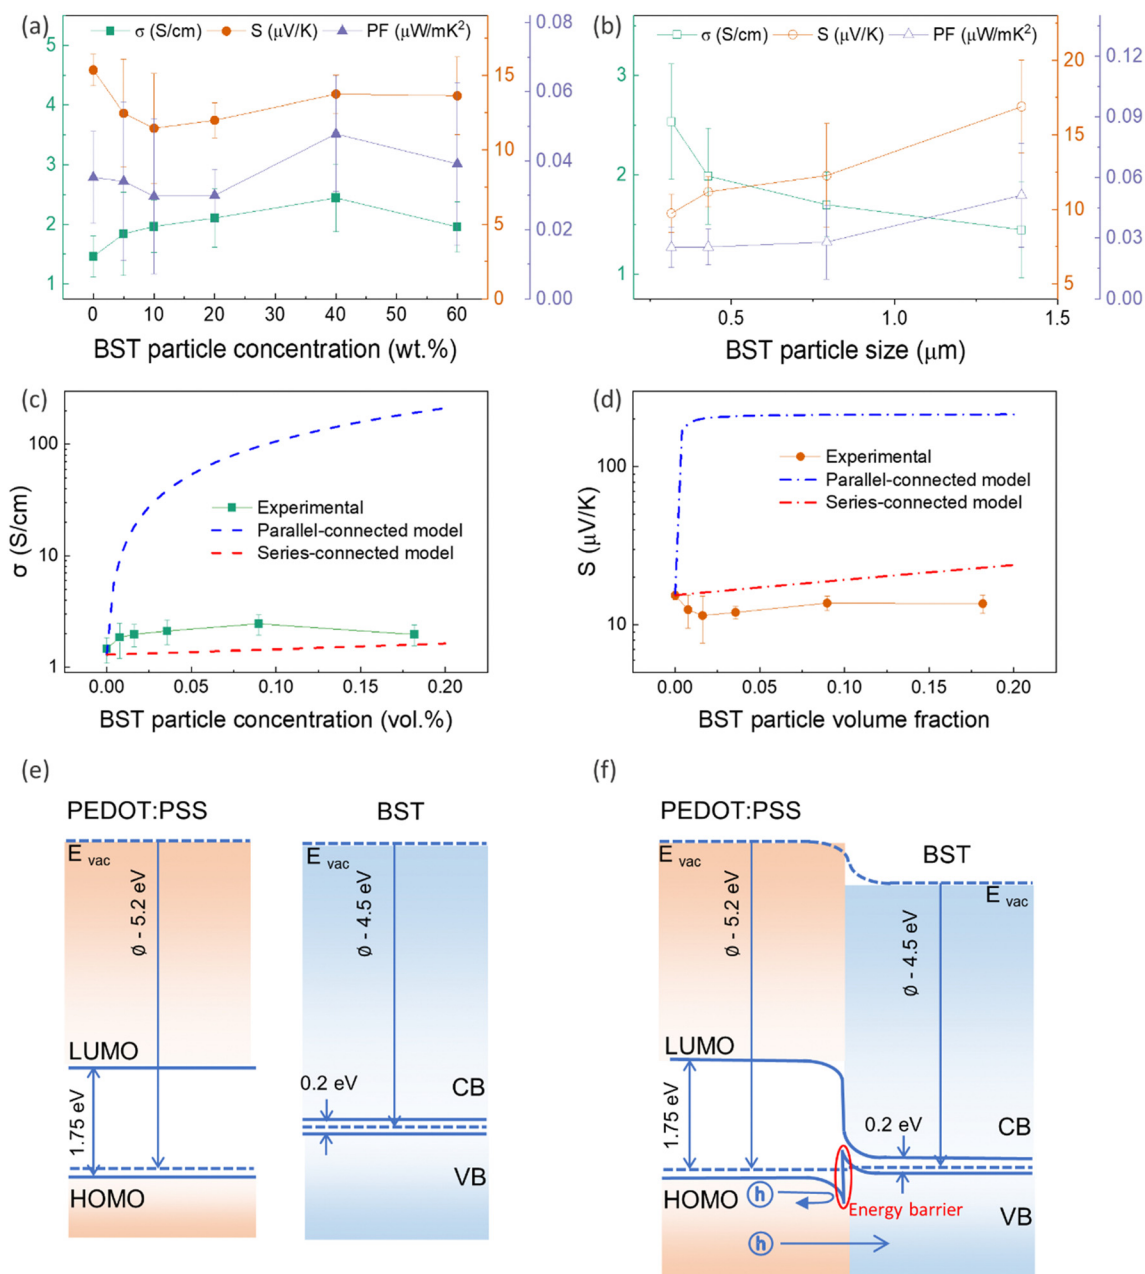 (a)
σ (S/cm) S (μV/K) PF (μW/mK²)
5
4
3
2
1
15
10
5
0
0.08
0.06
0.04
0.02
0.00
0 10 20 30 40 50 60
BST particle concentration (wt.%)
(b)
σ (S/cm) S (μV/K) PF (μW/mK²)
3
2
1
20
15
10
5
0.12
0.09
0.06
0.03
0.00
0.5 1.0 1.5
BST particle size (μm)
(c)
σ (S/cm)
100
10
1
Experimental
Parallel-connected model
Series-connected model
0.00 0.05 0.10 0.15 0.20
BST particle concentration (vol.%)
(d)
S (μV/K)
100
10
Experimental
Parallel-connected model
Series-connected model
0.00 0.05 0.10 0.15 0.20
BST particle volume fraction
(e)
PEDOT:PSS
BST
E vac
ϕ - 5.2 eV
E vac
ϕ - 4.5 eV
LUMO
1.75 eV
HOMO
0.2 eV
CB
VB
(f)
PEDOT:PSS
BST
E vac
ϕ - 5.2 eV
E vac
ϕ - 4.5 eV
LUMO
1.75 eV
HOMO
0.2 eV
CB
VB
h
Energy barrier
h